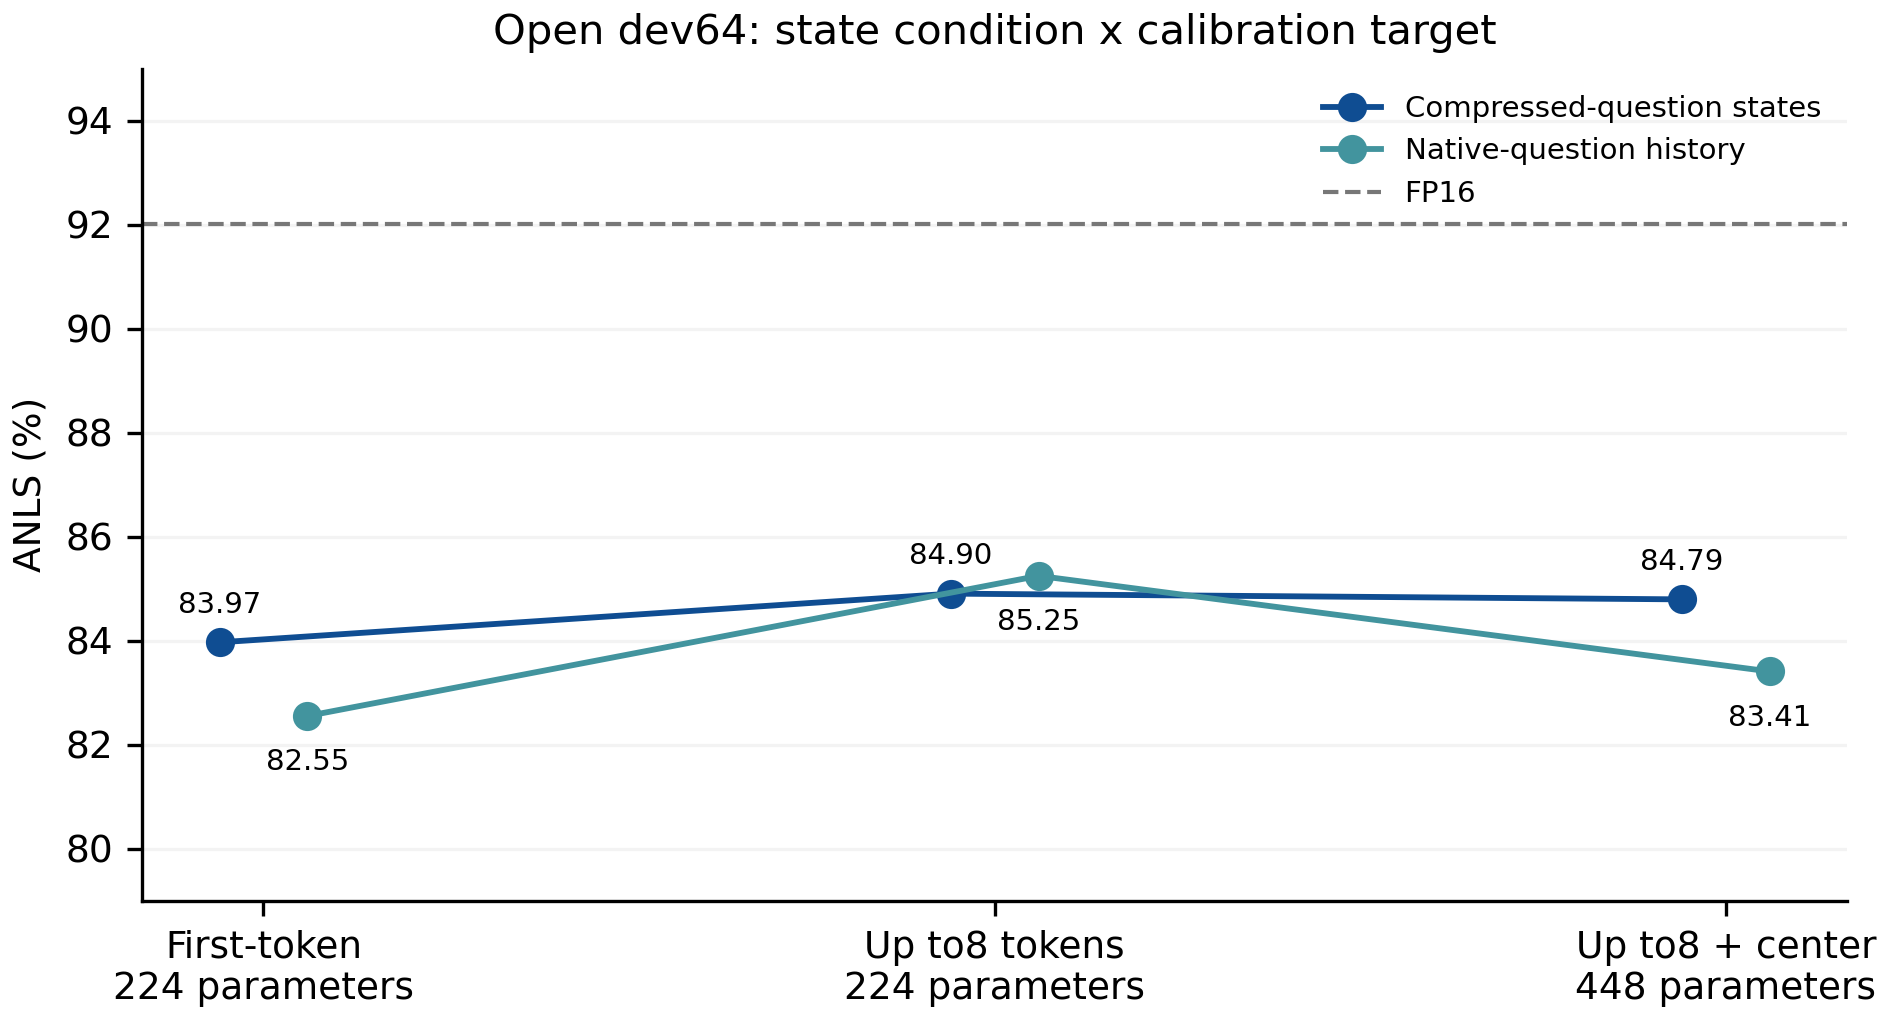 Open dev64: state condition x calibration target
Compressed-question states
Native-question history
FP16
ANLS (%)
94
92
90
88
86
84
82
80
83.97
82.55
84.90
85.25
84.79
83.41
First-token
224 parameters
Up to8 tokens
224 parameters
Up to8 + center
448 parameters